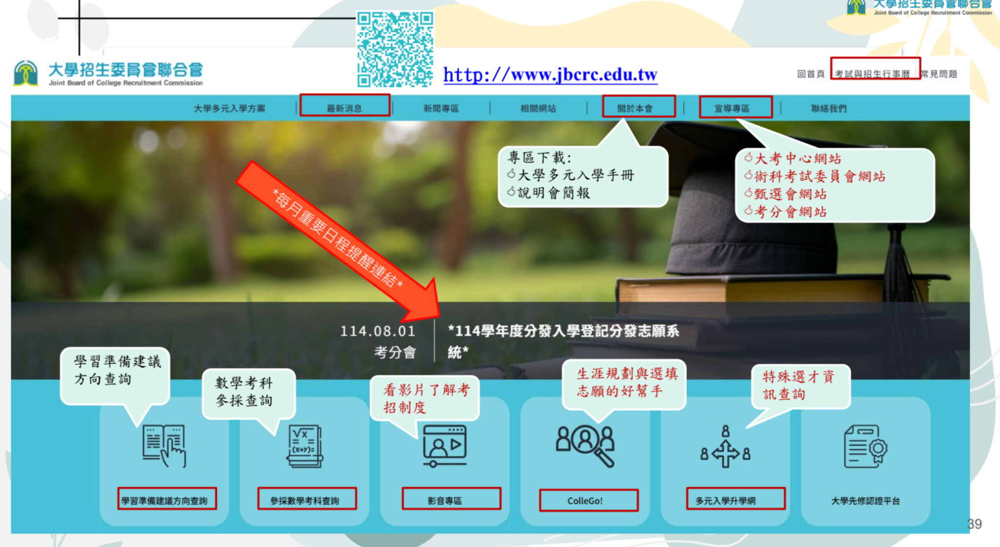 大學招生委員會聯合會
Joint Board of College Recruitment Commission
大學招生委員會聯合會
Joint Board of College Recruitment Commission
http://www.jbcrc.edu.tw
回首頁
考試與招生行事曆
常見問題
大學多元入學方案
最新消息
新聞專區
相關網站
關於本會
宣導專區
聯絡我們
專區下載:
大學多元入學手冊
說明會簡報
大考中心網站
術科考試委員會網站
甄選會網站
考分會網站
*每月重要日程提醒連結*
114.08.01
考分會
*114學年度分發入學登記分發志願系
統*
學習準備建議
方向查詢
數學考科
參採查詢
看影片了解考
招制度
生涯規劃與選填
志願的好幫手
特殊選才資
訊查詢
√x
(x+y)=
學習準備建議方向查詢
參採數學考科查詢
影音專區
ColleGo!
多元入學升學網
大學先修認證平台
39